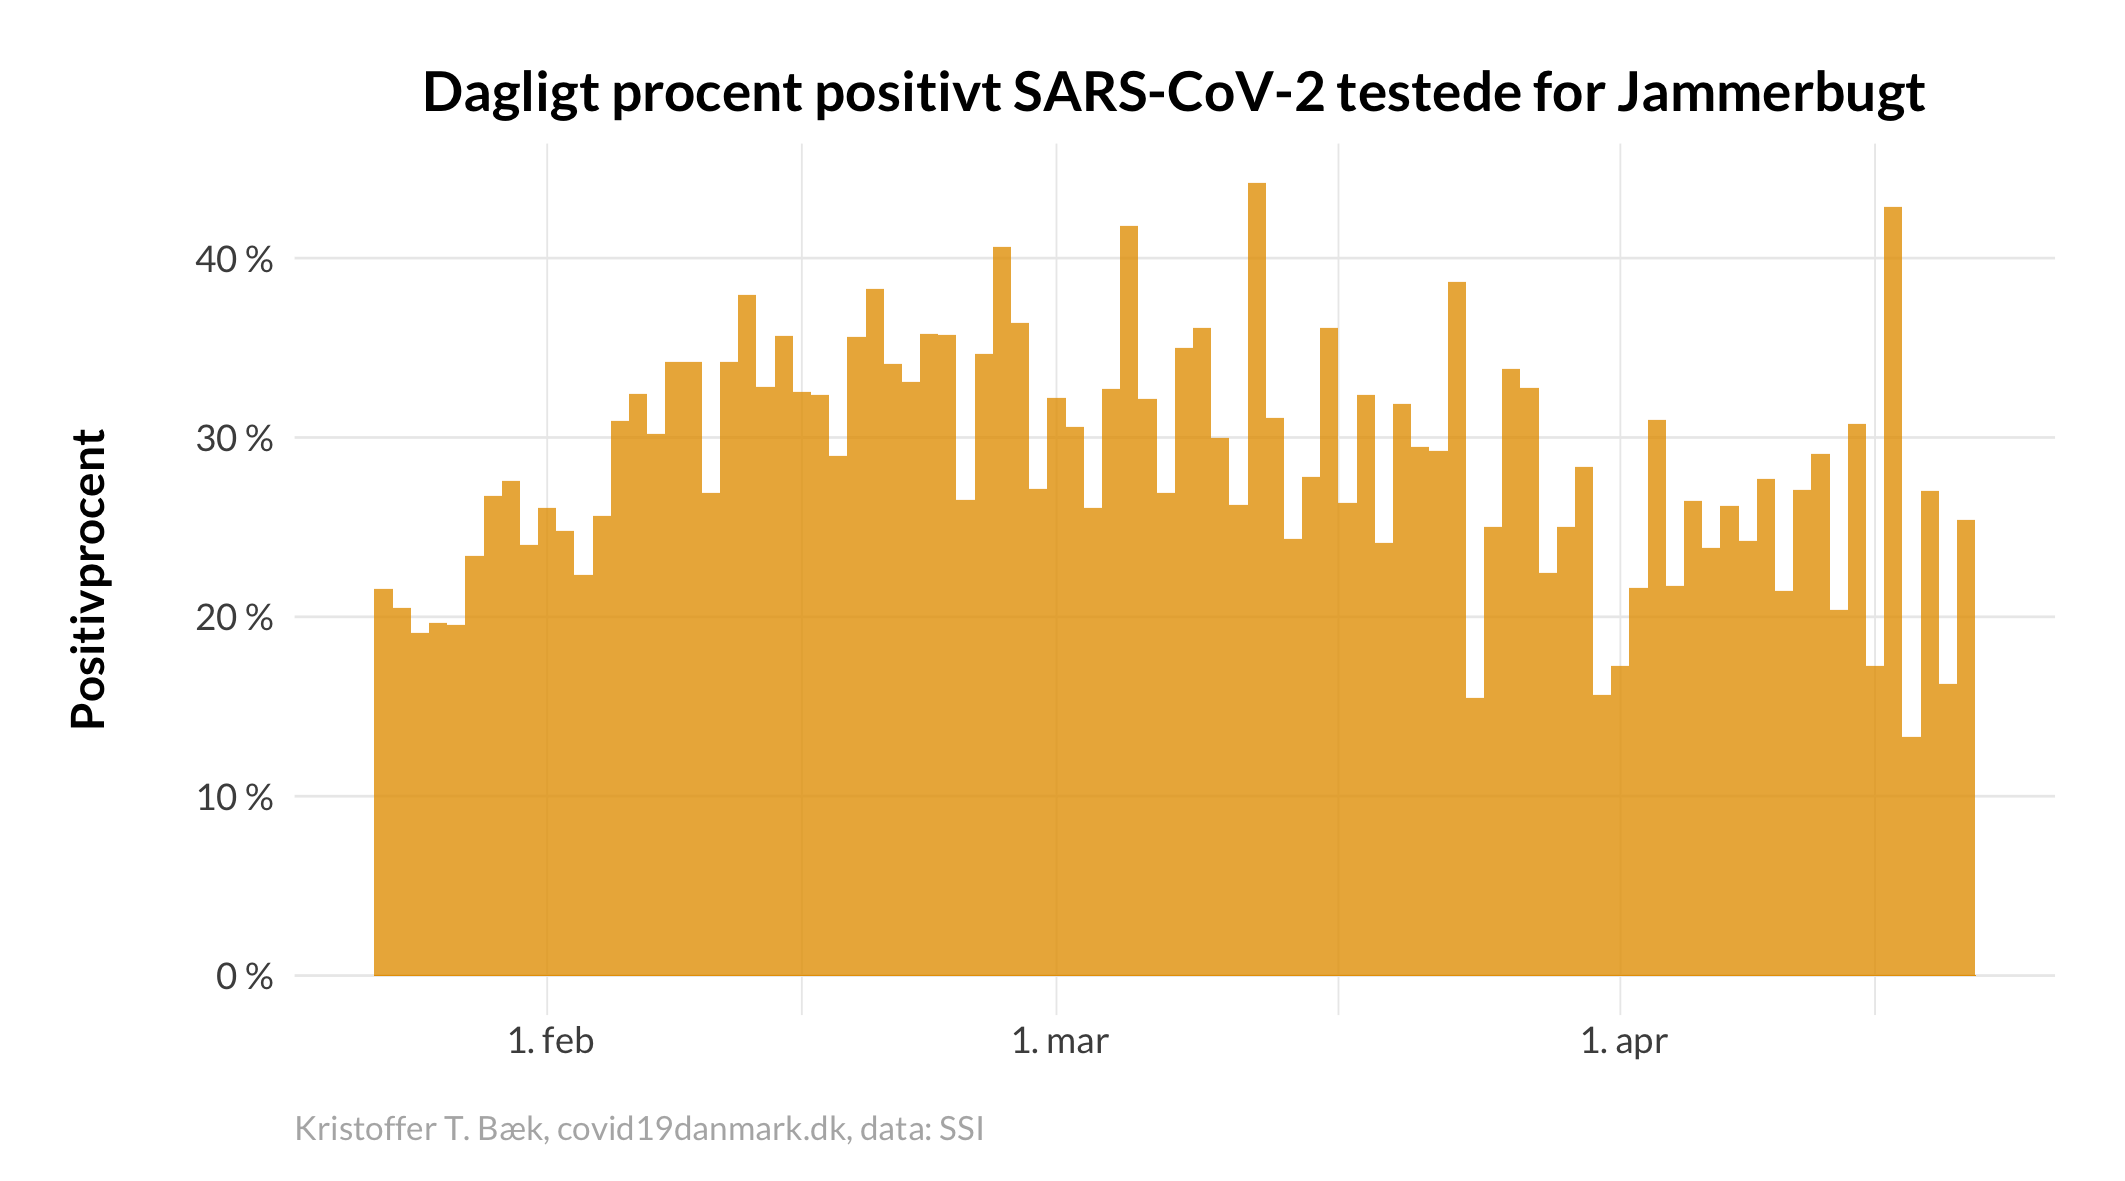 Dagligt procent positivt SARS-CoV-2 testede for Jammerbugt
Positivprocent
40 %
30 %
20 %
10 %
0 %
1. feb
1. mar
1. apr
Kristoffer T. Bæk, covid19danmark.dk, data: SSI